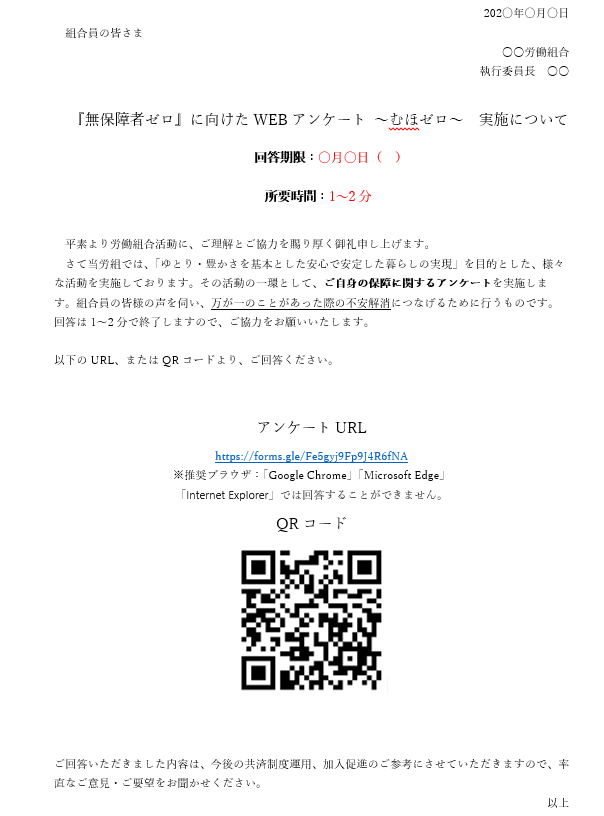 202〇年〇月〇日
組合員の皆さま
〇〇労働組合
執行委員長　〇〇
『無保障者ゼロ』に向けた WEB アンケート ～むほゼロ～　実施について
回答期限：〇月〇日（　）
所要時間：1～2 分
平素より労働組合活動に、ご理解とご協力を賜り厚く御礼申し上げます。
さて当労組では、「ゆとり・豊かさを基本とした安心で安定した暮らしの実現」を目的とした、様々
な活動を実施しております。その活動の一環として、ご自身の保障に関するアンケートを実施しま
す。組合員の皆様の声を伺い、万が一のことがあった際の不安解消につなげるために行うものです。
回答は 1～2 分で終了しますので、ご協力をお願いいたします。
以下の URL、または QR コードより、ご回答ください。
アンケート URL
https://forms.gle/Fe5gyj9Fp9J4R6fNA
※推奨ブラウザ：「Google Chrome」「Microsoft Edge」
「Internet Explorer」では回答することができません。
QR コード
ご回答いただきました内容は、今後の共済制度運用、加入促進のご参考にさせていただきますので、率
直なご意見・ご要望をお聞かせください。
以上